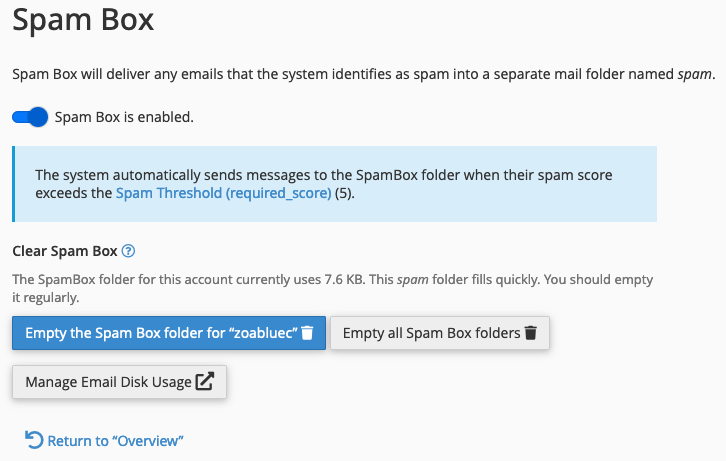 Spam Box
Spam Box will deliver any emails that the system identifies as spam into a separate mail folder named spam.
Spam Box is enabled.
The system automatically sends messages to the SpamBox folder when their spam score
exceeds the Spam Threshold (required_score) (5).
Clear Spam Box
The SpamBox folder for this account currently uses 7.6 KB. This spam folder fills quickly. You should empty
it regularly.
Empty the Spam Box folder for “zoabluec” Empty all Spam Box folders
Manage Email Disk Usage
Return to “Overview”